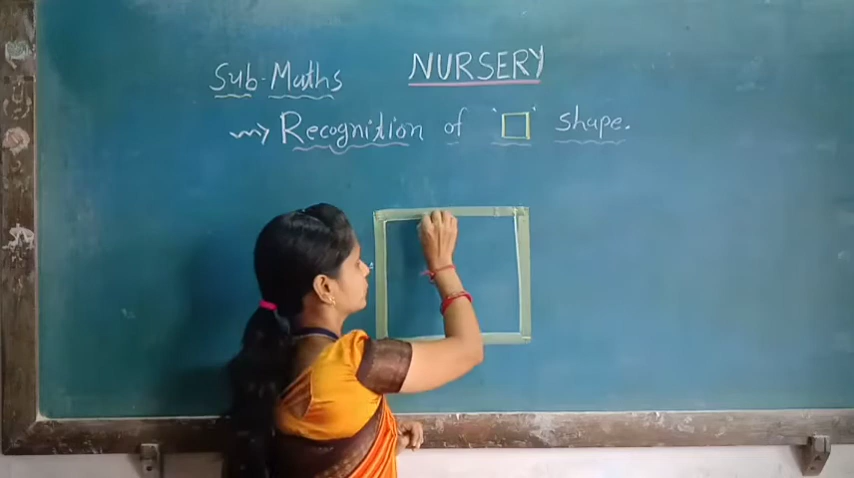 NURSERY
Sub-Maths
Recognition of '□' shape.